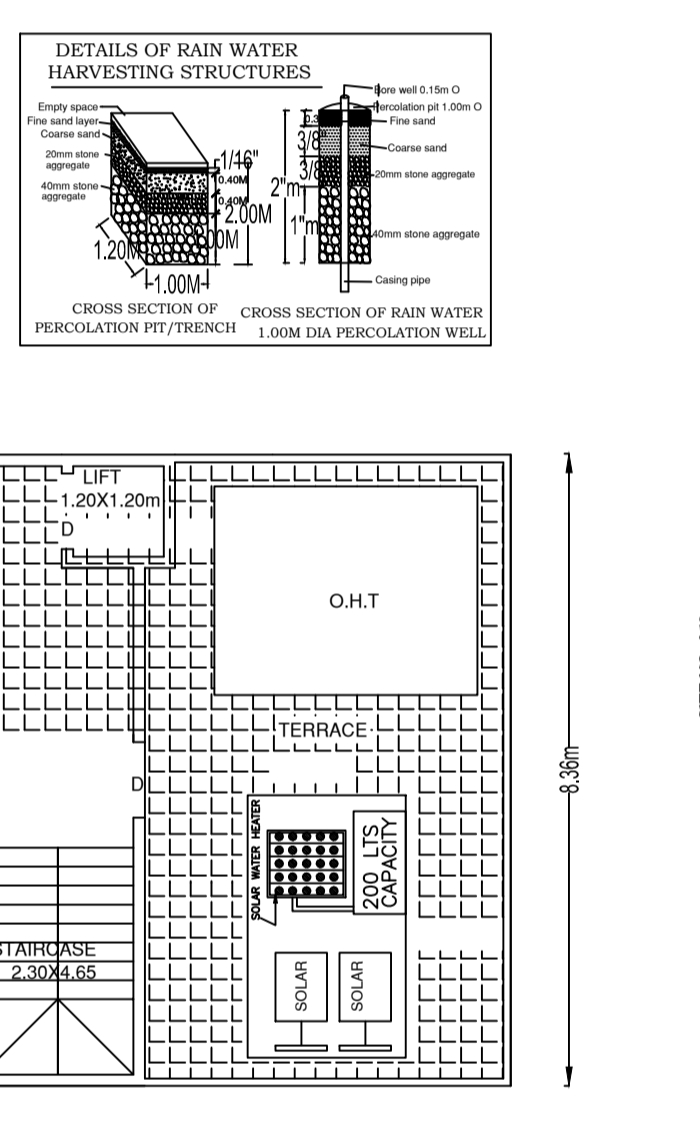 DETAILS OF RAIN WATER
HARVESTING STRUCTURES
Empty space
Fine sand layer
Coarse sand
20mm stone
aggregate
40mm stone
aggregate
1/16"
0.40M
0.40M
2.00M
1.20M
1.00M
CROSS SECTION OF
PERCOLATION PIT/TRENCH
Bore well 0.15m O
Percolation pit 1.00m O
Fine sand
Coarse sand
20mm stone aggregate
40mm stone aggregate
Casing pipe
0.3
3/8"
3/8
2"m
1"m
CROSS SECTION OF RAIN WATER
1.00M DIA PERCOLATION WELL
LIFT
1.20X1.20m
D
O.H.T
TERRACE
D
SOLAR WATER HEATER
200 LTS
CAPACITY
SOLAR
SOLAR
STAIRCASE
2.30X4.65
8.36m